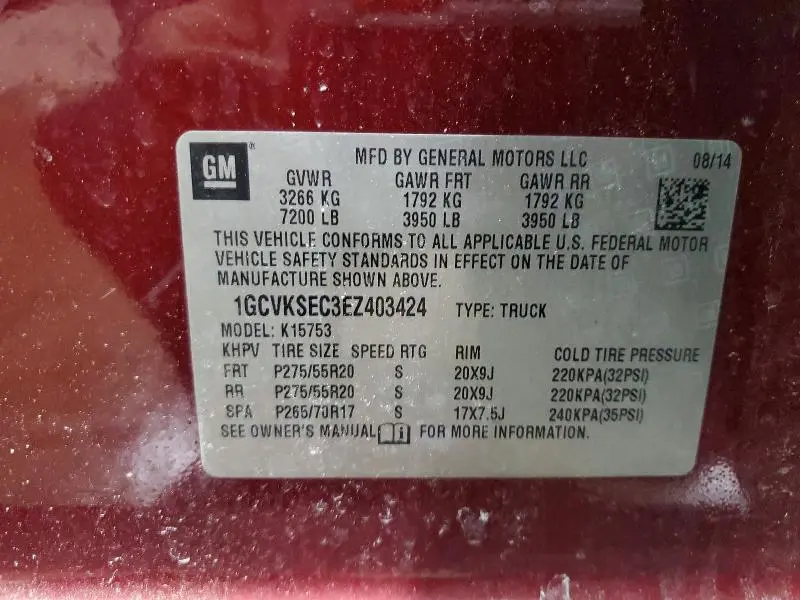 GM® MFD BY GENERAL MOTORS LLC 08/14
GVWR GAWR FRT GAWR RR
3266 KG 1792 KG 1792 KG
7200 LB 3950 LB 3950 LB
THIS VEHICLE CONFORMS TO ALL APPLICABLE U.S. FEDERAL MOTOR
VEHICLE SAFETY STANDARDS IN EFFECT ON THE DATE OF
MANUFACTURE SHOWN ABOVE.
1GCVKSEC3EZ403424 TYPE: TRUCK
MODEL: K15753
KHPV TIRE SIZE SPEED RTG RIM COLD TIRE PRESSURE
FRT P275/55R20 S 20X9J 220KPA(32PSI)
RR P275/55R20 S 20X9J 220KPA(32PSI)
SPA P265/70R17 S 17X7.5J 240KPA(35PSI)
SEE OWNER'S MANUAL FOR MORE INFORMATION.